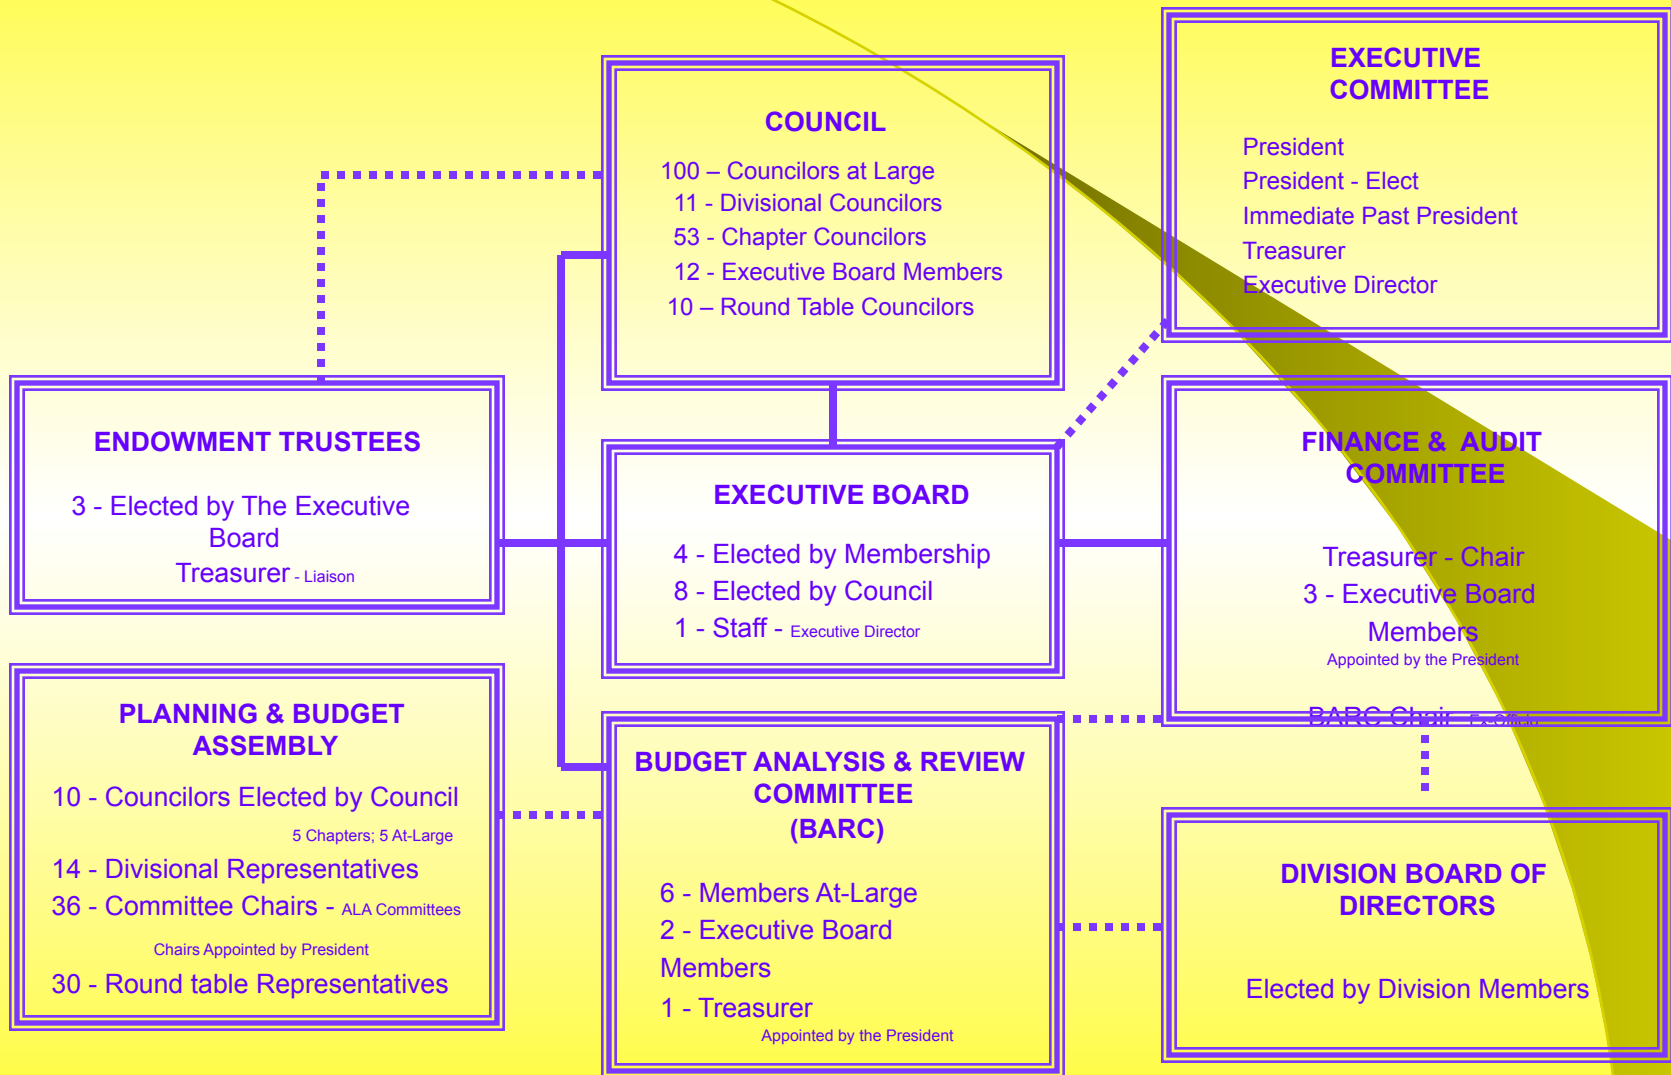 EXECUTIVE
COMMITTEE
President
President - Elect
Immediate Past President
Treasurer
Executive Director
COUNCIL
100 – Councilors at Large
11 - Divisional Councilors
53 - Chapter Councilors
12 - Executive Board Members
10 – Round Table Councilors
ENDOWMENT TRUSTEES
3 - Elected by The Executive
Board
Treasurer - Liaison
EXECUTIVE BOARD
4 - Elected by Membership
8 - Elected by Council
1 - Staff - Executive Director
FINANCE & AUDIT
COMMITTEE
Treasurer - Chair
3 - Executive Board
Members
Appointed by the President
BARC Chair - Ex-Officio
PLANNING & BUDGET
ASSEMBLY
10 - Councilors Elected by Council
5 Chapters; 5 At-Large
14 - Divisional Representatives
36 - Committee Chairs - ALA Committees
Chairs Appointed by President
30 - Round table Representatives
BUDGET ANALYSIS & REVIEW
COMMITTEE
(BARC)
6 - Members At-Large
2 - Executive Board
Members
1 - Treasurer
Appointed by the President
DIVISION BOARD OF
DIRECTORS
Elected by Division Members